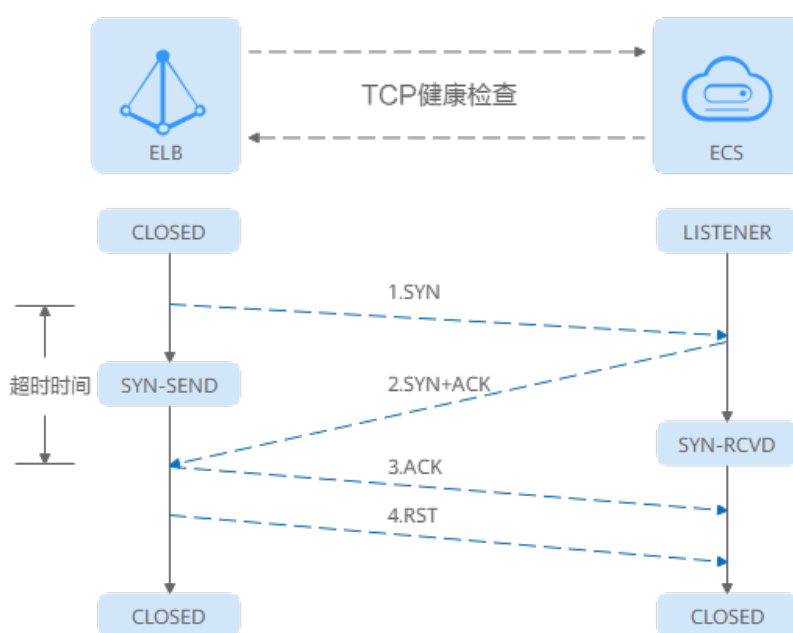 TCP健康检查
ELB
ECS
CLOSED
LISTENER
1.SYN
超时时间
SYN-SEND
2.SYN+ACK
SYN-RCVD
3.ACK
4.RST
CLOSED
CLOSED